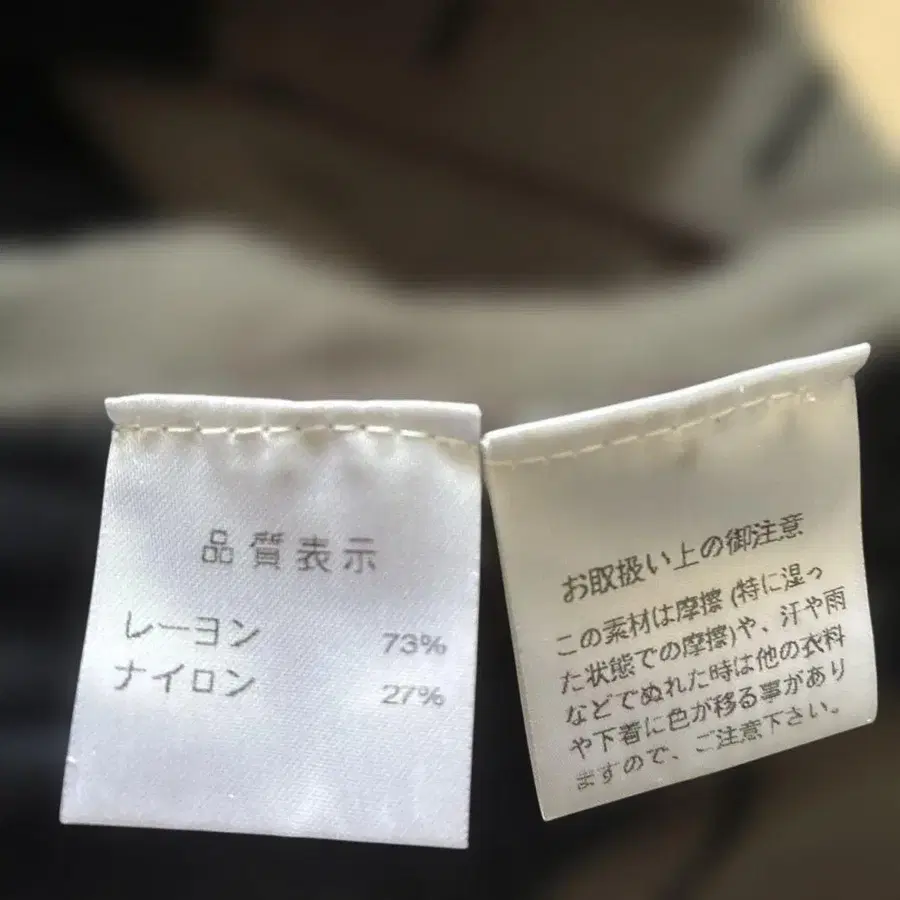 品質表示
レーヨン 73%
ナイロン 27%
お取扱い上の御注意
この素材は摩擦(特に湿っ
た状態での摩擦)や、汗や雨
などでぬれた時は他の衣料
や下着に色が移る事があり
ますので、ご注意下さい。